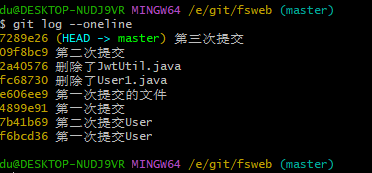 du@DESKTOP-NUDJ9VR MINGW64 /e/git/fsweb (master)
$ git log --oneline
7289e26 (HEAD -> master) 第三次提交
09f8bc9 第二次提交
2a40576 删除了JwtUtil.java
fc68730 删除了User1.java
e606ee9 第一次提交的文件
4899e91 第一次提交
7b41b69 第二次提交User
f6bcd36 第一次提交User
du@DESKTOP-NUDJ9VR MINGW64 /e/git/fsweb (master)